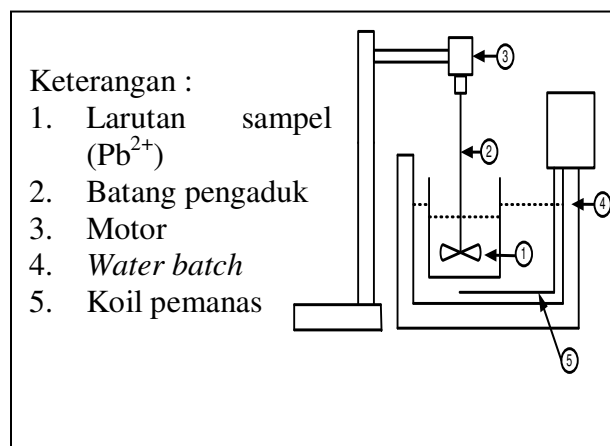 Keterangan :
1. Larutan sampel
(Pb²⁺)
2. Batang pengaduk
3. Motor
4. Water batch
5. Koil pemanas
3
2
4
1
5